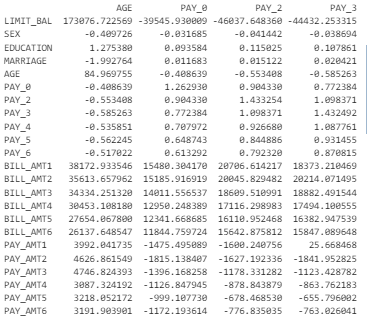 AGE PAY_0 PAY_2 PAY_3
LIMIT_BAL 173076.722569 -39545.930009 -46037.648360 -44432.253315
SEX -0.409726 -0.031685 -0.041442 -0.038694
EDUCATION 1.275380 0.093584 0.115025 0.107861
MARRIAGE -1.992764 0.011683 0.015122 0.020421
AGE 84.969755 -0.408639 -0.553408 -0.585263
PAY_0 -0.408639 1.262930 0.904330 0.772384
PAY_2 -0.553408 0.904330 1.433254 1.098371
PAY_3 -0.585263 0.772384 1.098371 1.432492
PAY_4 -0.535851 0.707972 0.926680 1.087761
PAY_5 -0.562245 0.648743 0.844886 0.931455
PAY_6 -0.517022 0.613292 0.792320 0.870815
BILL_AMT1 38172.933546 15480.304170 20706.614217 18373.210469
BILL_AMT2 35613.657962 15185.916919 20045.829482 20214.071495
BILL_AMT3 34334.251320 14011.556537 18609.510991 18882.491544
BILL_AMT4 30453.108180 12950.248389 17116.298983 17494.100555
BILL_AMT5 27654.067800 12341.668685 16110.952468 16382.947539
BILL_AMT6 26137.648547 11844.759724 15642.875812 15847.089648
PAY_AMT1 3992.041735 -1475.495089 -1600.240756 25.668468
PAY_AMT2 4626.861549 -1815.138407 -1627.192336 -1841.952825
PAY_AMT3 4746.824393 -1396.168258 -1178.331282 -1123.428782
PAY_AMT4 3087.324192 -1126.847945 -878.843879 -863.762183
PAY_AMT5 3218.052172 -999.107730 -678.468530 -655.796002
PAY_AMT6 3191.903901 -1172.193614 -776.835035 -763.026041